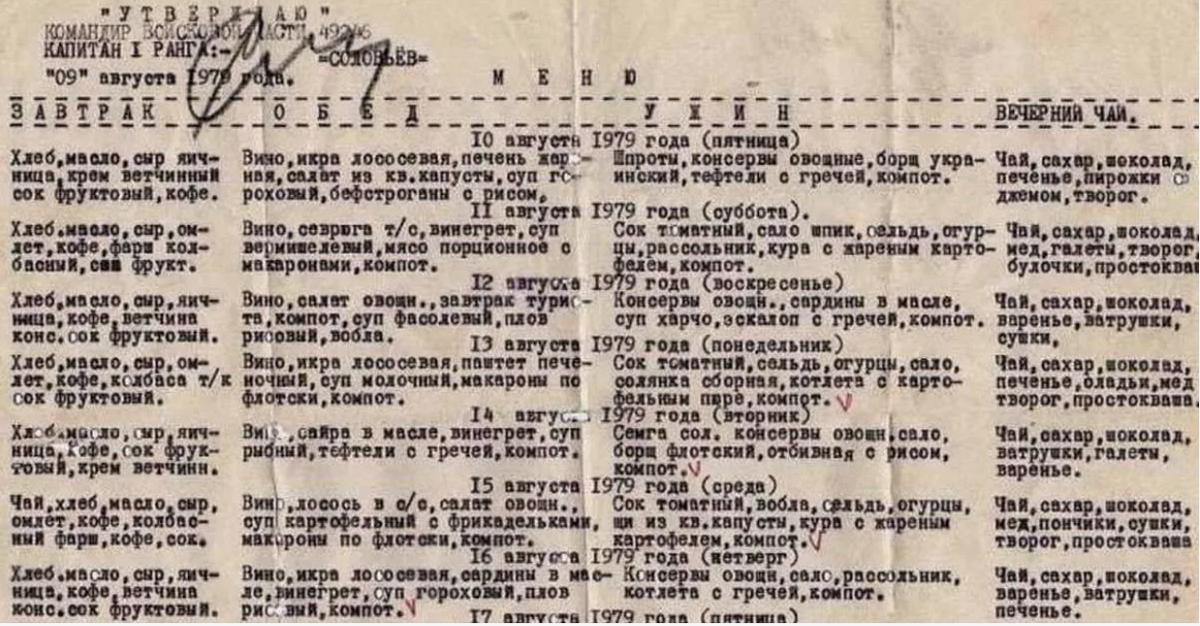 "У Т В Е Р Ж Д А Ю"
КОМАНДИР ВОЙСКОВОЙ ЧАСТИ 49246
КАПИТАН I РАНГА:-
=СОЛОВЬЁВ=
"09" августа 1979 года.
М Е Н Ю
З А В Т Р А К О Б Е Д У Ж И Н ВЕЧЕРНИЙ ЧАЙ.
10 августа 1979 года (пятница)
Хлеб,масло,сыр яич-
ница,крем ветчинный
сок фруктовый,кофе.
Вино,икра лососевая,печень жар-
ная,салат из кв.капусты,суп го-
роховый,бефстроганы с рисом,
Шпроты,консервы овощные,борщ укра-
инский,тефтели с гречей,компот.
Чай,сахар,шоколад,
печенье,пирожки со
джемом,творог.
11 августа 1979 года (суббота).
Хлеб.масло,сыр,ом-
лет,кофе,фарш кол-
басный,сок фрукт.
Вино,севрюга т/с,винегрет,суп
вермишелевый,мясо порционное с
макаронами,компот.
Сок томатный,сало шпик,сельдь,огур-
цы,рассольник,кура с жареным карто-
фелем,компот.
Чай,сахар,шоколад,
мед,галеты,творог,
булочки,простокваш
12 августа 1979 года (воскресенье)
Хлеб,масло,сыр,яич-
ница,кофе,ветчина
конс.сок фруктовый.
Вино,салат овощн.,завтрак турис-
та,компот,суп фасолевый,плов
рисовый,вобла.
Консервы овощн.,сардины в масле,
суп харчо,эскалоп с гречей,компот.
Чай,сахар,шоколад,
варенье,ватрушки,
сушки,
13 августа 1979 года (понедельник)
Хлеб,масло,сыр,ом-
лет,кофе,колбаса т/к
сок фруктовый.
Вино,икра лососевая,паштет пече-
ночный,суп молочный,макароны по
флотски,компот.
Сок томатный,сельдь,огурцы,сало,
солянка сборная,котлета с карто-
фельным пюре,компот.
Чай,сахар,шоколад,
печенье,оладьи,мед
творог,простокваша.
14 августа 1979 года (вторник)
Хлеб.масло,сыр,яич-
ница,кофе,сок фрук-
товый,крем ветчинн.
Вино,сайра в масле,винегрет,суп
рыбный,тефтели с гречей,компот.
Семга сол. консервы овощн.сало,
борщ флотский,отбивная с рисом,
компот.
Чай,сахар,шоколад,
ватрушки,галеты,
варенье.
15 августа 1979 года (среда)
Чай,хлеб,масло,сыр,
омлет,кофе,колбас-
ный фарш,кофе,сок.
Вино,лосось в с/с,салат овощн.,
суп картофельный с фрикадельками,
макароны по флотски,компот.
Сок томатный,вобла,сельдь,огурцы,
щи из кв.капусты,кура с жареным
картофелем,компот.
Чай,сахар,шоколад,
мед,пончики,сушки,
творог,простокваша
16 августа 1979 года (четверг)
Хлеб.масло,сыр,яич-
ница,кофе,ветчина
конс.сок фруктовый.
Вино,икра лососевая,сардины в мас-
ле,винегрет,суп гороховый,плов
рисовый,компот.
Консервы овощн,сало,рассольник,
котлета с гречей,компот.
Чай,сахар,шоколад,
варенье,ватрушки,
печенье.
17 августа 1979 года (пятница)